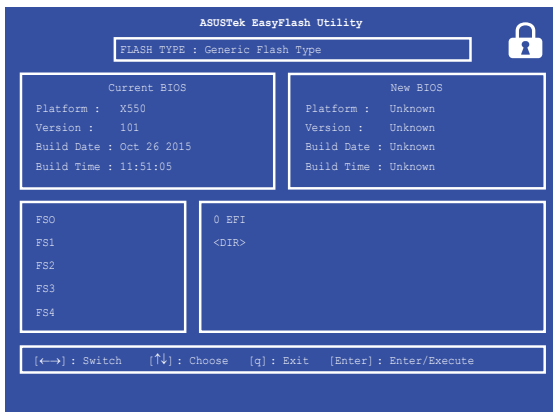 ASUSTek EasyFlash Utility
FLASH TYPE : Generic Flash Type
Current BIOS
Platform : X550
Version : 101
Build Date : Oct 26 2015
Build Time : 11:51:05
New BIOS
Platform : Unknown
Version : Unknown
Build Date : Unknown
Build Time : Unknown
FSO
FS1
FS2
FS3
FS4
0 EFI
<DIR>
[←→] : Switch [↑↓] : Choose [q] : Exit [Enter] : Enter/Execute